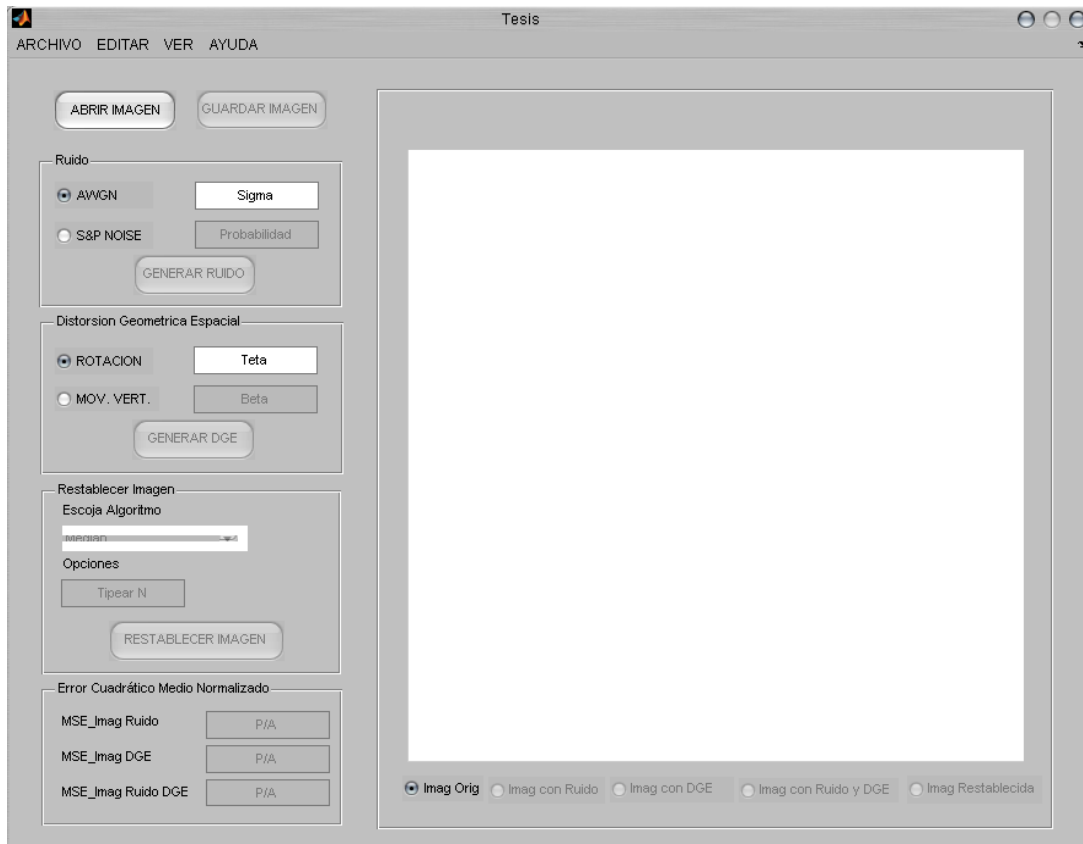 Tesis
ARCHIVO EDITAR VER AYUDA
ABRIR IMAGEN GUARDAR IMAGEN
Ruido
AWGN Sigma
S&P NOISE Probabilidad
GENERAR RUIDO
Distorsion Geometrica Espacial
ROTACION Teta
MOV. VERT. Beta
GENERAR DGE
Restablecer Imagen
Escoja Algoritmo
Median
Opciones
Tipear N
RESTABLECER IMAGEN
Error Cuadrático Medio Normalizado
MSE_Imag Ruido P/A
MSE_Imag DGE P/A
MSE_Imag Ruido DGE P/A
Imag Orig Imag con Ruido Imag con DGE Imag con Ruido y DGE Imag Restablecida